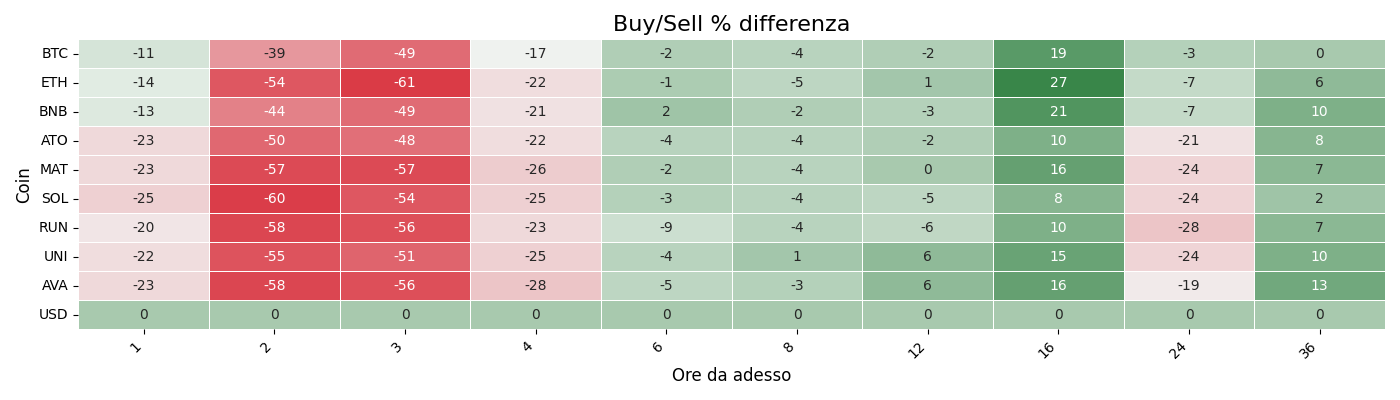 Buy/Sell % differenza
Coin
BTC -11 -39 -49 -17 -2 -4 -2 19 -3 0
ETH -14 -54 -61 -22 -1 -5 1 27 -7 6
BNB -13 -44 -49 -21 2 -2 -3 21 -7 10
ATO -23 -50 -48 -22 -4 -4 -2 10 -21 8
MAT -23 -57 -57 -26 -2 -4 0 16 -24 7
SOL -25 -60 -54 -25 -3 -4 -5 8 -24 2
RUN -20 -58 -56 -23 -9 -4 -6 10 -28 7
UNI -22 -55 -51 -25 -4 1 6 15 -24 10
AVA -23 -58 -56 -28 -5 -3 6 16 -19 13
USD 0 0 0 0 0 0 0 0 0 0
1 2 3 4 6 8 12 16 24 36
Ore da adesso